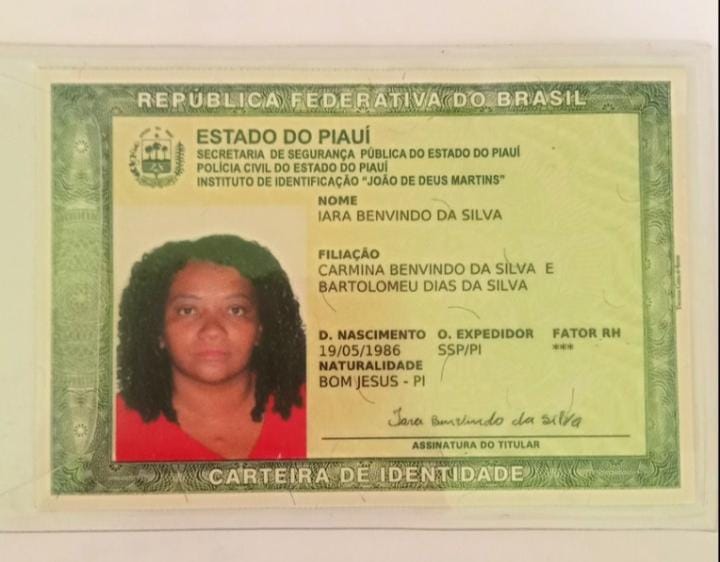 REPÚBLICA FEDERATIVA DO BRASIL
ESTADO DO PIAUÍ
SECRETARIA DE SEGURANÇA PÚBLICA DO ESTADO DO PIAUÍ
POLÍCIA CIVIL DO ESTADO DO PIAUÍ
INSTITUTO DE IDENTIFICAÇÃO "JOÃO DE DEUS MARTINS"
NOME
IARA BENVINDO DA SILVA
FILIAÇÃO
CARMINA BENVINDO DA SILVA E
BARTOLOMEU DIAS DA SILVA
D. NASCIMENTO O. EXPEDIDOR FATOR RH
19/05/1986 SSP/PI ***
NATURALIDADE
BOM JESUS - PI
Iara Benvindo da Silva
ASSINATURA DO TITULAR
CARTEIRA DE IDENTIDADE